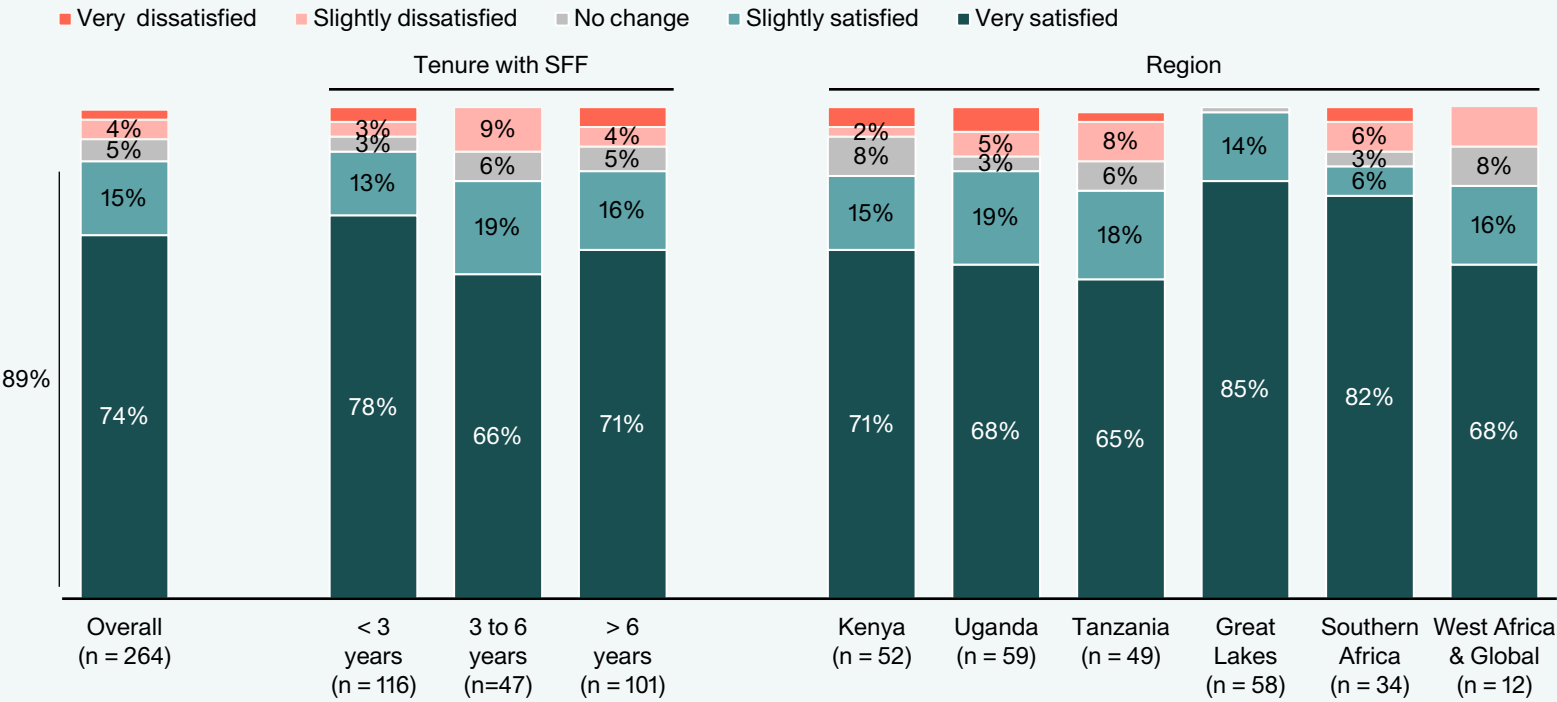 Very  dissatisfied Slightly dissatisfied No change Slightly satisfied Very satisfied
Tenure with SFF Region
4%
5%
15%
74%
89%
3%
3%
13%
78%
9%
6%
19%
66%
4%
5%
16%
71%
2%
8%
15%
71%
5%
3%
19%
68%
8%
6%
18%
65%
14%
85%
6%
3%
6%
82%
8%
16%
68%
Overall
(n = 264)
< 3
years
(n = 116)
3 to 6
years
(n=47)
> 6
years
(n = 101)
Kenya
(n = 52)
Uganda
(n = 59)
Tanzania
(n = 49)
Great
Lakes
(n = 58)
Southern
Africa
(n = 34)
West Africa
& Global
(n = 12)